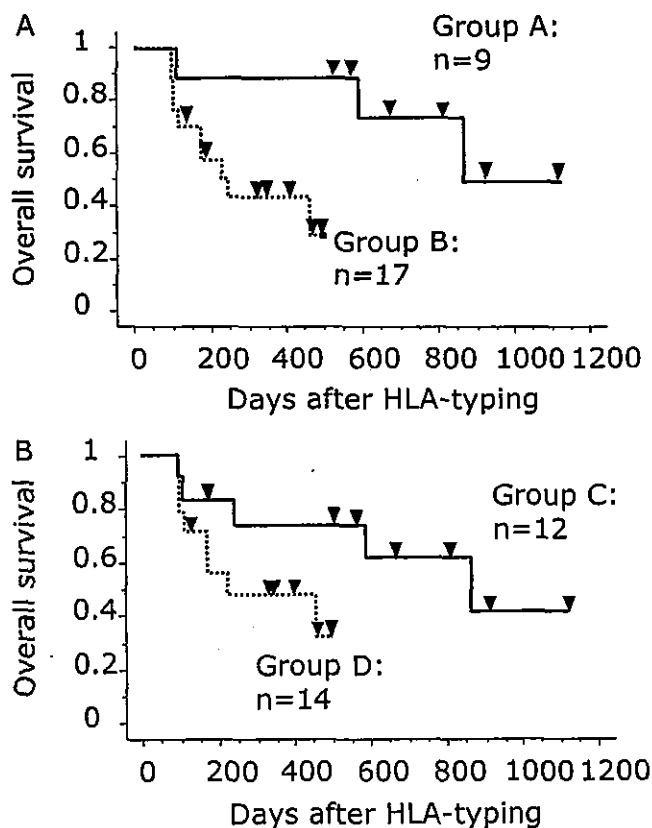 A
Group A:
n=9
1
0.8
0.6
0.4
0.2
0
Overall survival
Group B:
n=17
0 200 400 600 800 1000 1200
Days after HLA-typing
B
Group C:
n=12
1
0.8
0.6
0.4
0.2
0
Overall survival
Group D:
n=14
0 200 400 600 800 1000 1200
Days after HLA-typing